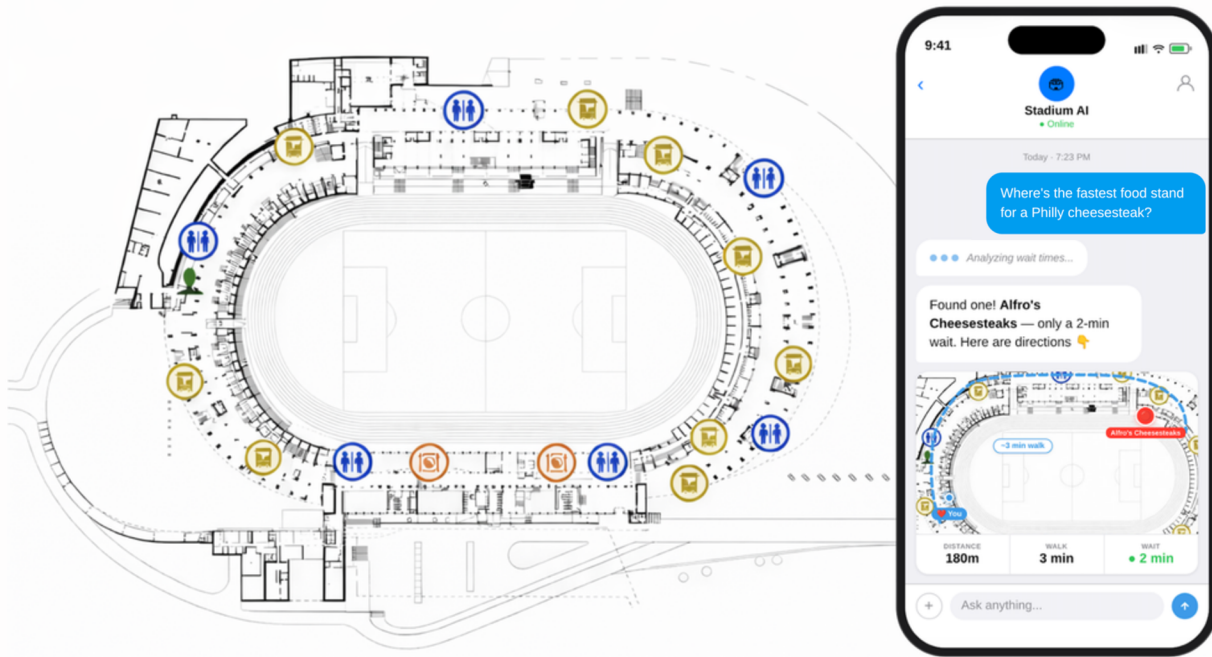 9:41
Stadium AI
● Online
Today · 7:23 PM
Where's the fastest food stand
for a Philly cheesesteak?
Analyzing wait times...
Found one! Alfro's
Cheesesteaks — only a 2-min
wait. Here are directions 👇
Alfro's Cheesesteaks
~3 min walk
You
DISTANCE
WALK
WAIT
180m
3 min
● 2 min
Ask anything...